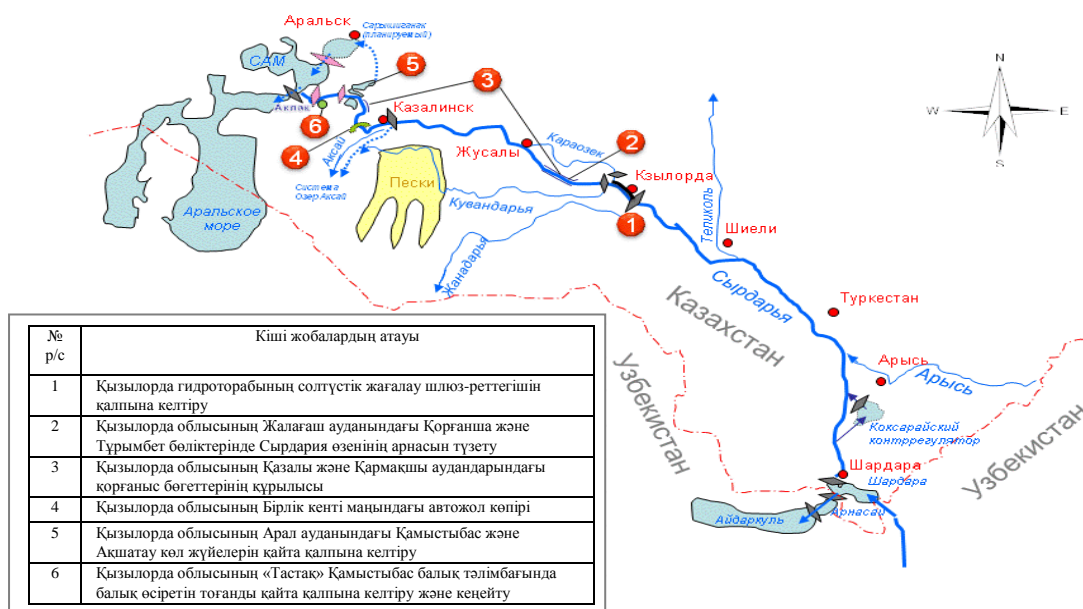 Аральск
Сарышиганак
(планируемый)
САМ
5
3
N
W
E
S
Аклак
6
Казалинск
4
Аксай
Караозек
2
Жусалы
Система
Озер Аксай
Пески
Кзылорда
Кувандарья
1
Аральское
море
Жанадарья
Теликоль
Шиели
Сырдарья
Казахстан
Туркестан
Узбекистан
Арысь
Арысь
Коксарайский
контррегулятор
Узбекистан
Шардара
Шардара
Арнасай
Айдаркуль
№ р/с
Кіші жобалардың атауы
1
Қызылорда гидроторабының солтүстік жағалау шлюз-реттегішін
қалпына келтіру
2
Қызылорда облысының Жалағаш ауданындағы Қорғанша және
Тұрымбет бөліктерінде Сырдария өзенінің арнасын түзету
3
Қызылорда облысының Қазалы және Қармақшы аудандарындағы
қорғаныс бөгеттерінің құрылысы
4
Қызылорда облысының Бірлік кенті маңындағы автожол көпірі
5
Қызылорда облысының Арал ауданындағы Қамыстыбас және
Ақшатау көл жүйелерін қайта қалпына келтіру
6
Қызылорда облысының «Тастақ» Қамыстыбас балық тәлімбағында
балық өсіретін тоғанды қайта қалпына келтіру және кеңейту